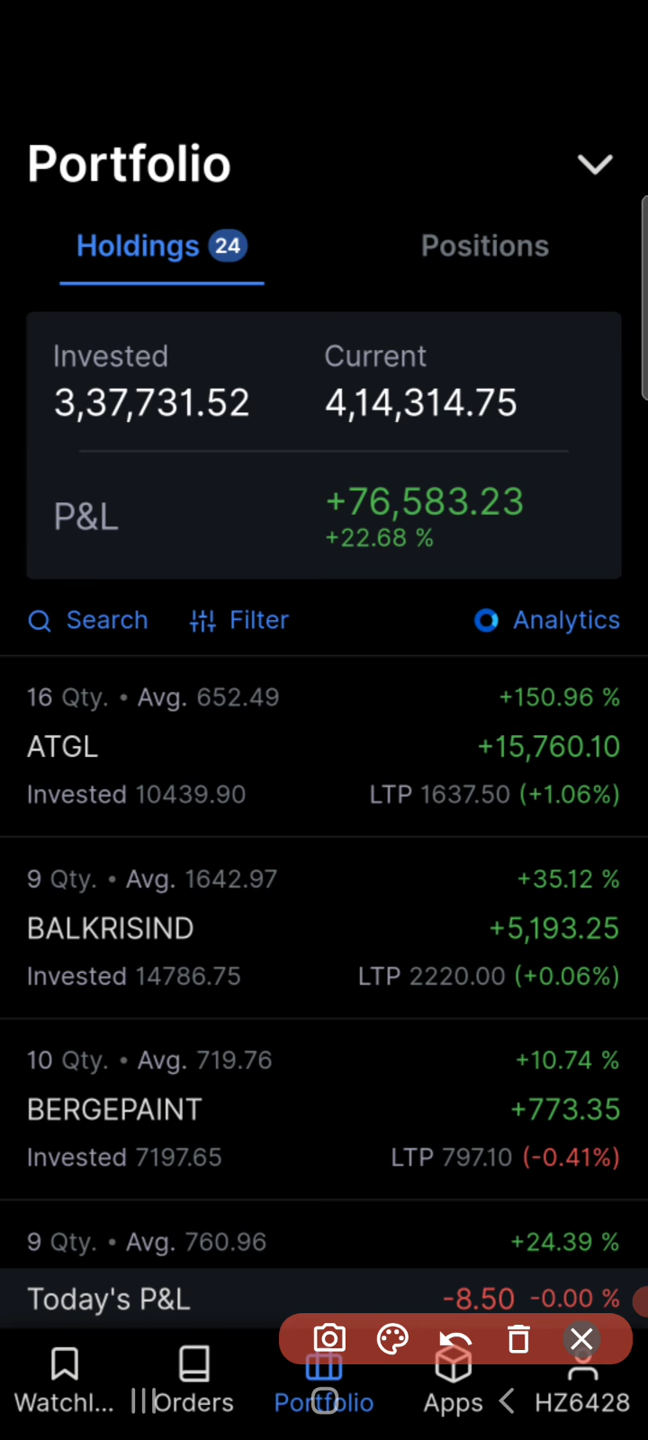 Portfolio
Holdings 24 Positions
Invested Current
3,37,731.52 4,14,314.75
P&L +76,583.23
+22.68 %
Search Filter Analytics
16 Qty. • Avg. 652.49 +150.96 %
ATGL +15,760.10
Invested 10439.90 LTP 1637.50 (+1.06%)
9 Qty. • Avg. 1642.97 +35.12 %
BALKRISIND +5,193.25
Invested 14786.75 LTP 2220.00 (+0.06%)
10 Qty. • Avg. 719.76 +10.74 %
BERGEPAINT +773.35
Invested 7197.65 LTP 797.10 (-0.41%)
9 Qty. • Avg. 760.96 +24.39 %
Today's P&L -8.50 -0.00 %
Watchl... Orders Portfolio Apps HZ6428